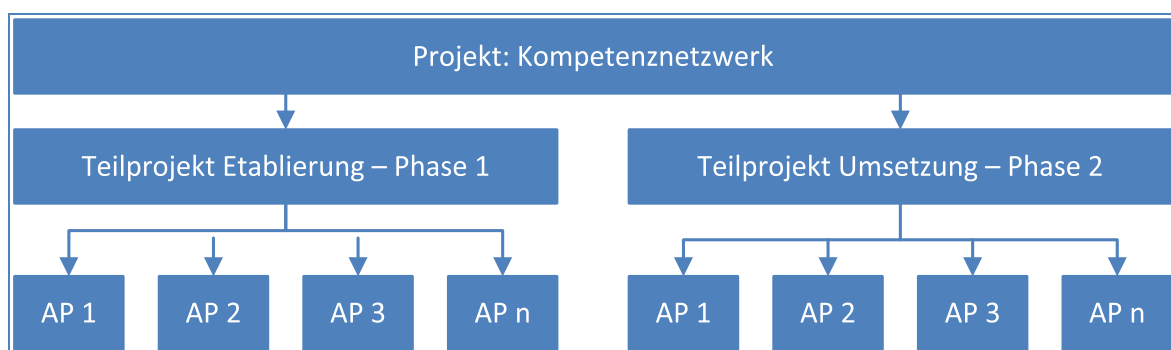 Projekt: Kompetenznetzwerk
Teilprojekt Etablierung – Phase 1
Teilprojekt Umsetzung – Phase 2
AP 1
AP 2
AP 3
AP n
AP 1
AP 2
AP 3
AP n